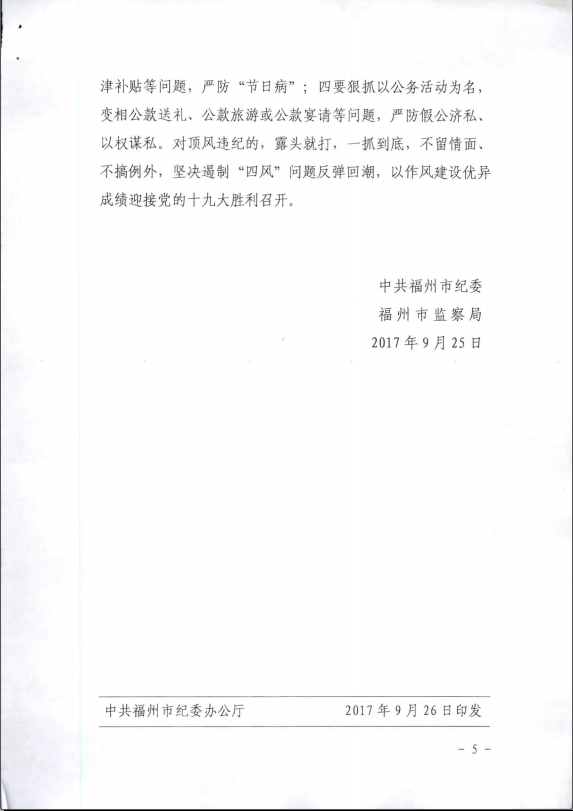 津补贴等问题，严防“节日病”；四要狠抓以公务活动为名，
变相公款送礼、公款旅游或公款宴请等问题，严防假公济私、
以权谋私。对顶风违纪的，露头就打，一抓到底，不留情面、
不搞例外，坚决遏制“四风”问题反弹回潮，以作风建设优异
成绩迎接党的十九大胜利召开。
中共福州市纪委
福州市监察局
2017年9月25日
中共福州市纪委办公厅 2017年9月26日印发
- 5 -